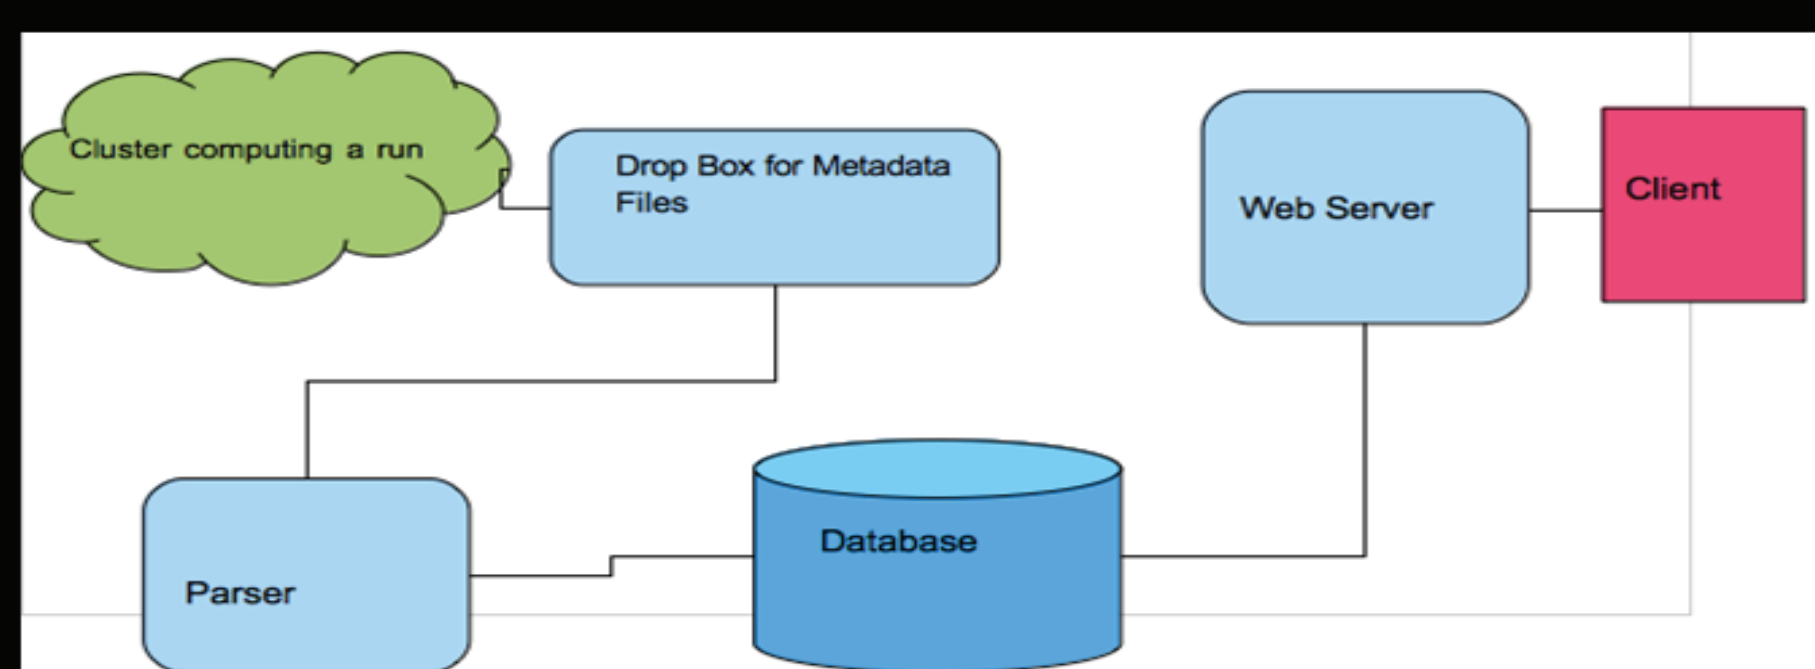 Cluster computing a run
Drop Box for Metadata
Files
Web Server
Client
Database
Parser